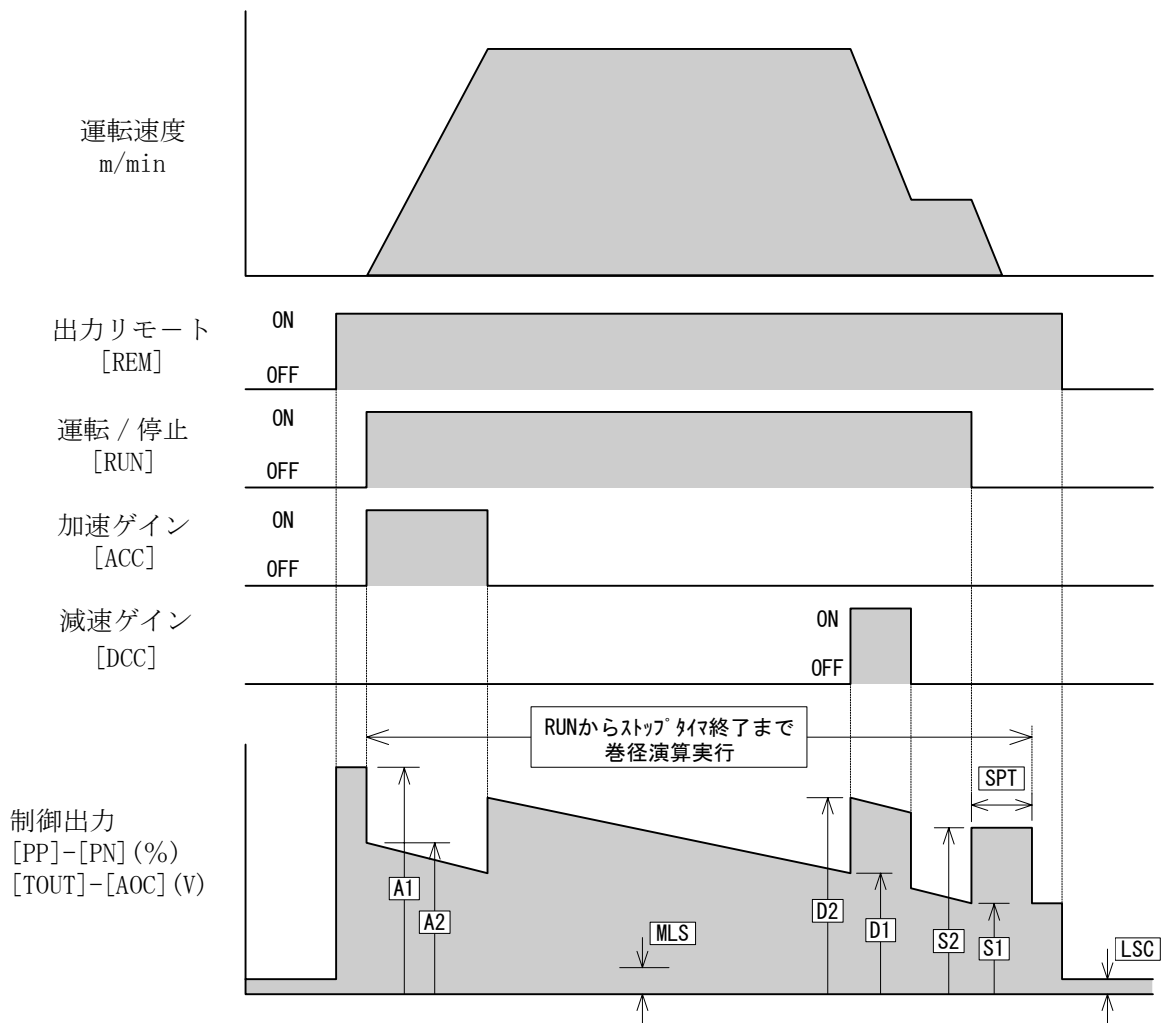 運転速度
m/min
出力リモート
[REM]
ON
OFF
運転/停止
[RUN]
ON
OFF
加速ゲイン
[ACC]
ON
OFF
減速ゲイン
[DCC]
ON
OFF
RUNからｽﾄｯﾌﾟﾀｲﾏ終了まで
巻径演算実行
SPT
制御出力
[PP]-[PN](%)
[TOUT]-[AOC](V)
A1
A2
MLS
D2
D1
S2
S1
LSC